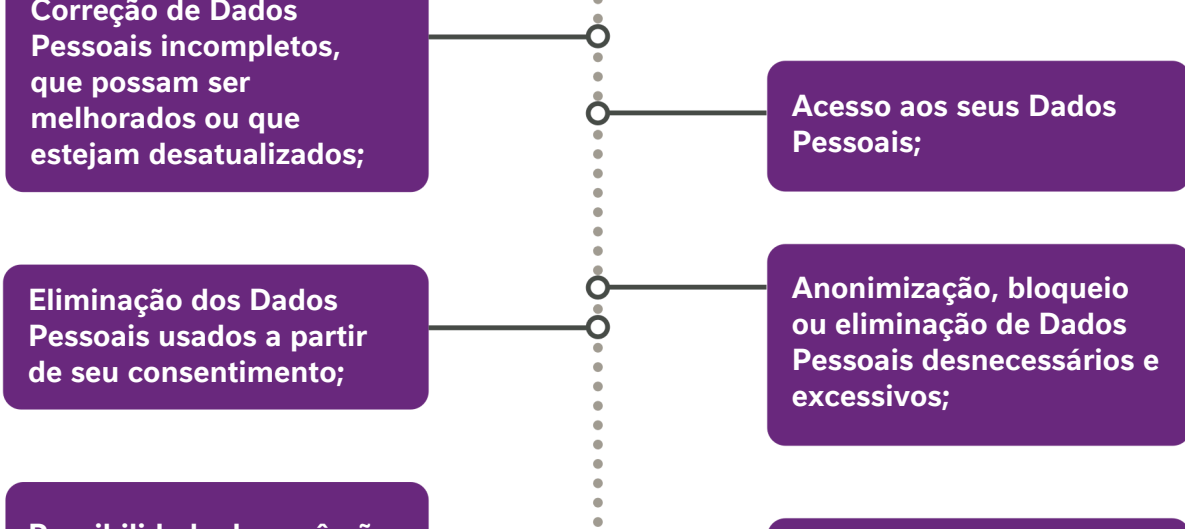 Correção de Dados
Pessoais incompletos,
que possam ser
melhorados ou que
estejam desatualizados;
Acesso aos seus Dados
Pessoais;
Eliminação dos Dados
Pessoais usados a partir
de seu consentimento;
Anonimização, bloqueio
ou eliminação de Dados
Pessoais desnecessários e
excessivos;